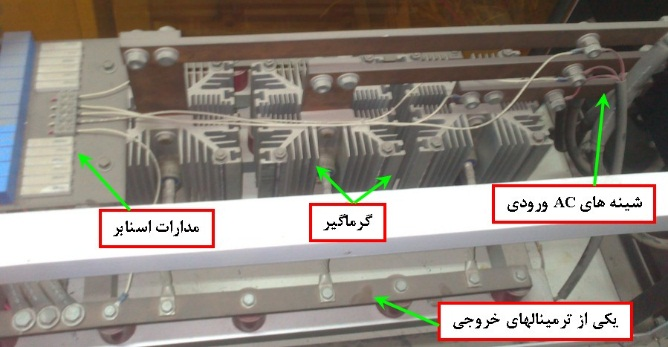 شینه های AC ورودی
گرماگیر
مدارات اسنابر
یکی از ترمینالهای خروجی